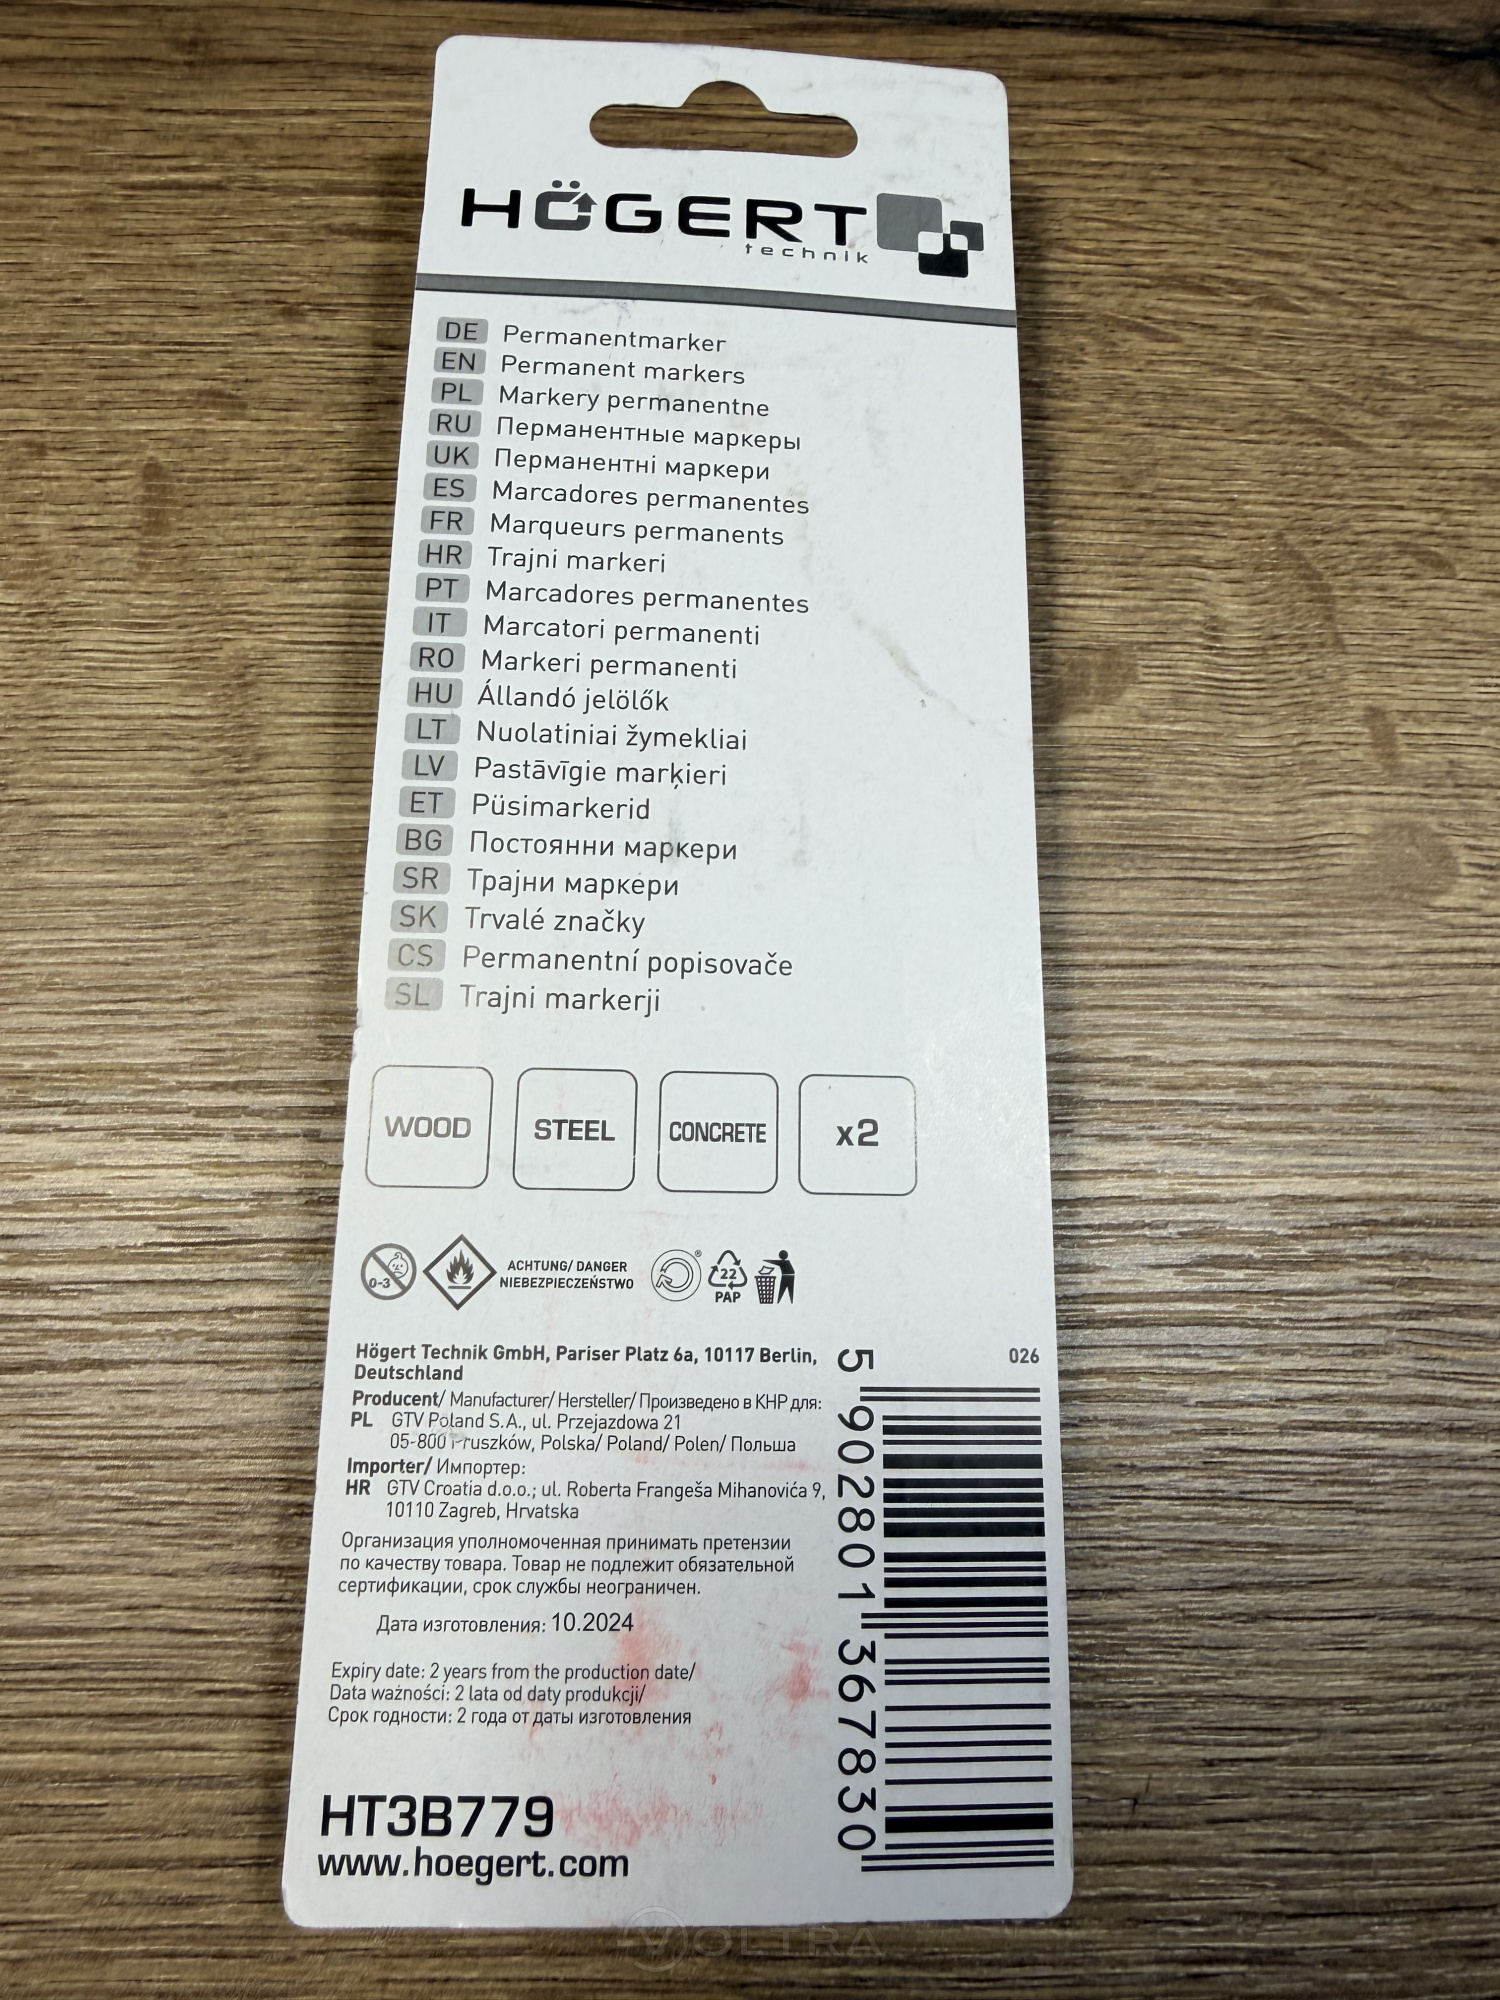 HÖGERT
technik
DE Permanentmarker
EN Permanent markers
PL Markery permanentne
RU Перманентные маркеры
UK Перманентні маркери
ES Marcadores permanentes
FR Marqueurs permanents
HR Trajni markeri
PT Marcadores permanentes
IT Marcatori permanenti
RO Markeri permanenti
HU Állandó jelölők
LT Nuolatiniai žymekliai
LV Pastāvīgie marķieri
ET Püsimarkerid
BG Постоянни маркери
SR Трајни маркери
SK Trvalé značky
CS Permanentní popisovače
SL Trajni markerji
WOOD STEEL CONCRETE x2
0-3
ACHTUNG/ DANGER
NIEBEZPIECZEŃSTWO
®
22
PAP
Högert Technik GmbH, Pariser Platz 6a, 10117 Berlin,
Deutschland
Producent/ Manufacturer/ Hersteller/ Произведено в КНР для:
PL GTV Poland S.A., ul. Przejazdowa 21
05-800 Pruszków, Polska/ Poland/ Polen/ Польша
Importer/ Импортер:
HR GTV Croatia d.o.o.; ul. Roberta Frangeša Mihanovića 9,
10110 Zagreb, Hrvatska
Организация уполномоченная принимать претензии
по качеству товара. Товар не подлежит обязательной
сертификации, срок службы неограничен.
Дата изготовления: 10.2024
Expiry date: 2 years from the production date/
Data ważności: 2 lata od daty produkcji/
Срок годности: 2 года от даты изготовления
HT3B779
www.hoegert.com
026
5 902801 367830
VOLTRA